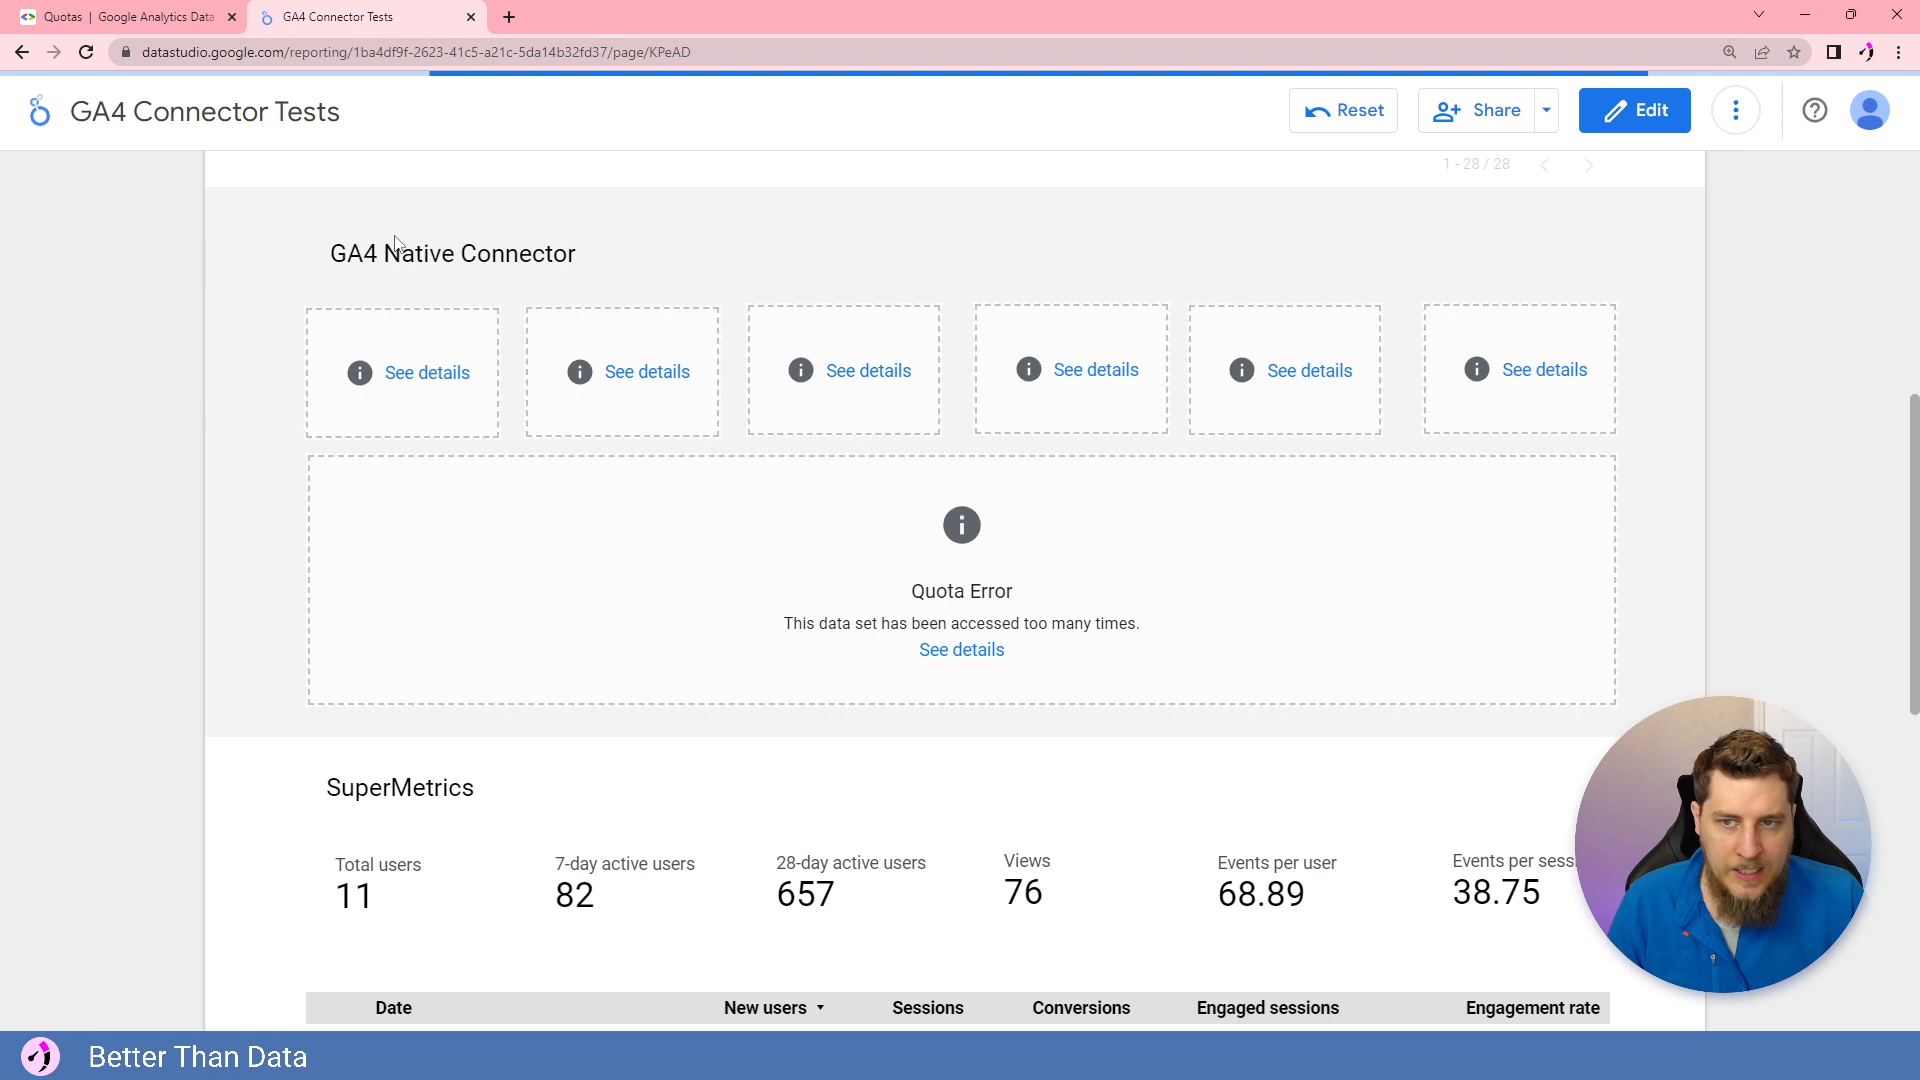 Quotas | Google Analytics Data
GA4 Connector Tests
datastudio.google.com/reporting/1ba4df9f-2623-41c5-a21c-5da14b32fd37/page/KPeAD
GA4 Connector Tests
Reset
Share
Edit
1 - 28 / 28
GA4 Native Connector
See details
See details
See details
See details
See details
See details
Quota Error
This data set has been accessed too many times.
See details
SuperMetrics
Total users
11
7-day active users
82
28-day active users
657
Views
76
Events per user
68.89
Events per sess
38.75
Date New users Sessions Conversions Engaged sessions Engagement rate
Better Than Data